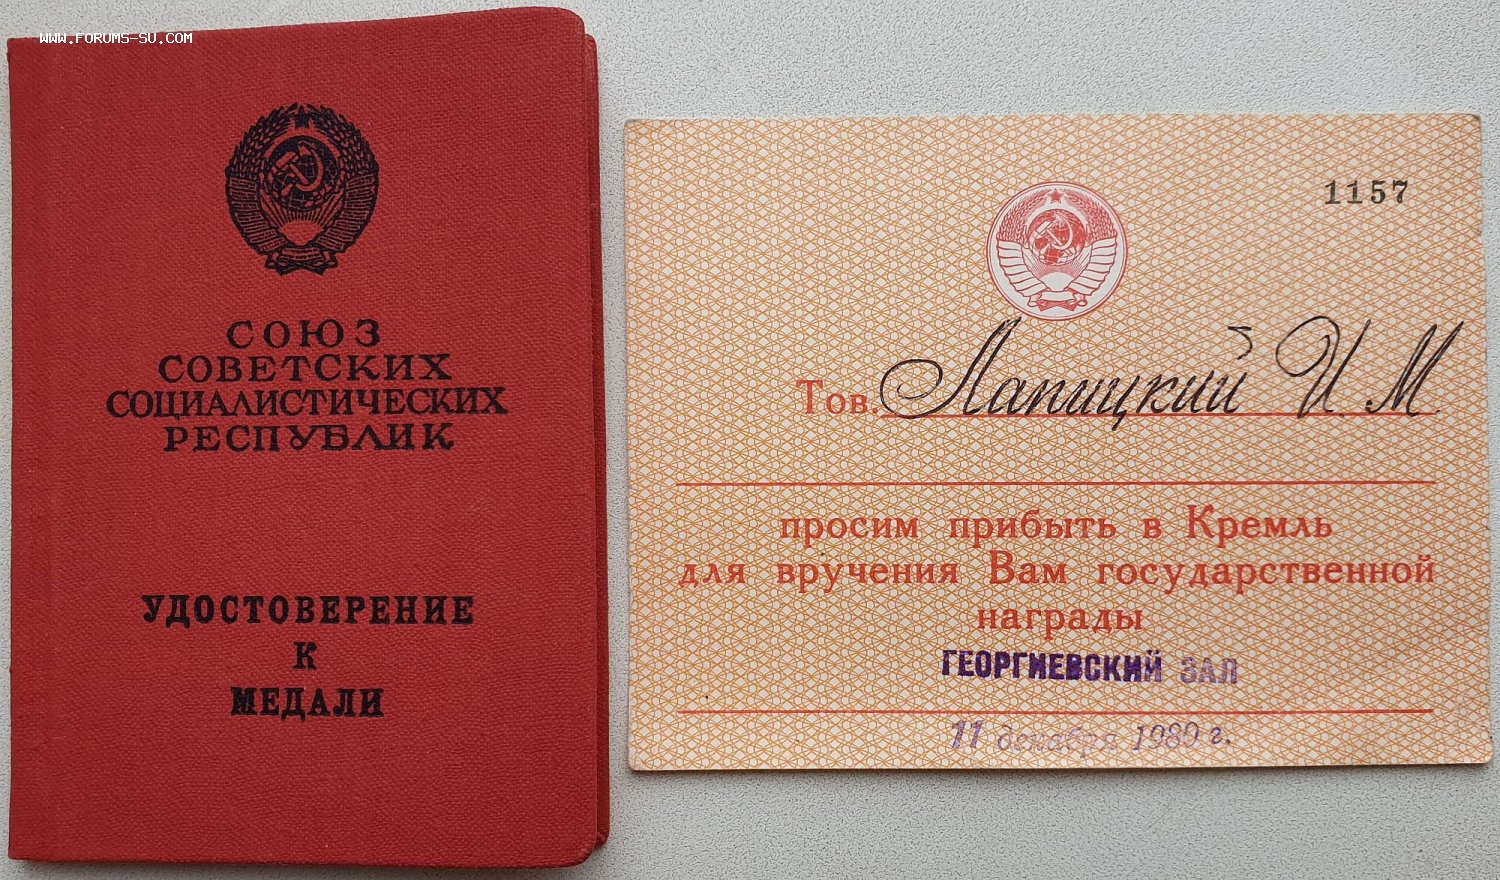 WWW.FORUMS-SU.COM
СОЮЗ
СОВЕТСКИХ
СОЦИАЛИСТИЧЕСКИХ
РЕСПУБЛИК
УДОСТОВЕРЕНИЕ
К
МЕДАЛИ
1157
Тов. Лапицкий И. М.
просим прибыть в Кремль
для вручения Вам государственной
награды
ГЕОРГИЕВСКИЙ ЗАЛ
11 декабря 1980 г.